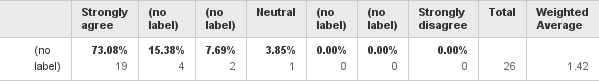 Strongly agree (no label) (no label) Neutral (no label) (no label) Strongly disagree Total Weighted Average
(no label) 73.08% 15.38% 7.69% 3.85% 0.00% 0.00% 0.00%
19 4 2 1 0 0 0 26 1.42